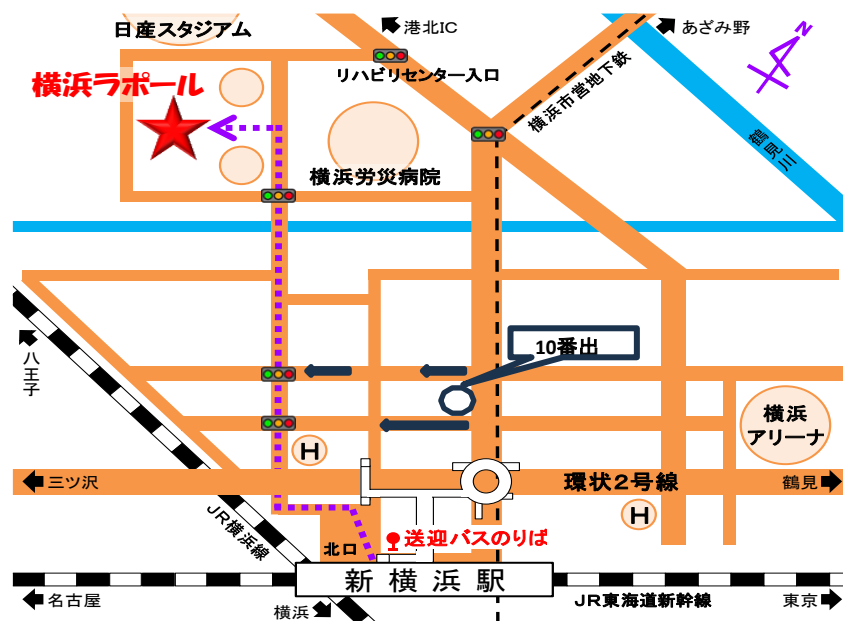 日産スタジアム
港北IC
あざみ野
横浜ラポール
リハビリセンター入口
横浜市営地下鉄
鶴見川
横浜労災病院
10番出
八王子
横浜
アリーナ
H
三ツ沢
環状2号線
鶴見
H
JR横浜線
送迎バスのりば
北口
新横浜駅
名古屋
横浜
JR東海道新幹線
東京